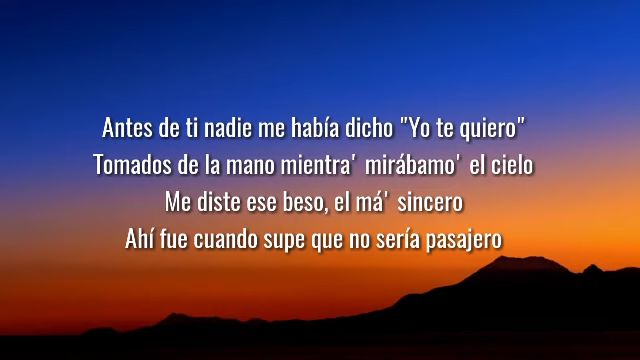 Antes de ti nadie me había dicho "Yo te quiero"
Tomados de la mano mientra' mirábamo' el cielo
Me diste ese beso, el má' sincero
Ahí fue cuando supe que no sería pasajero